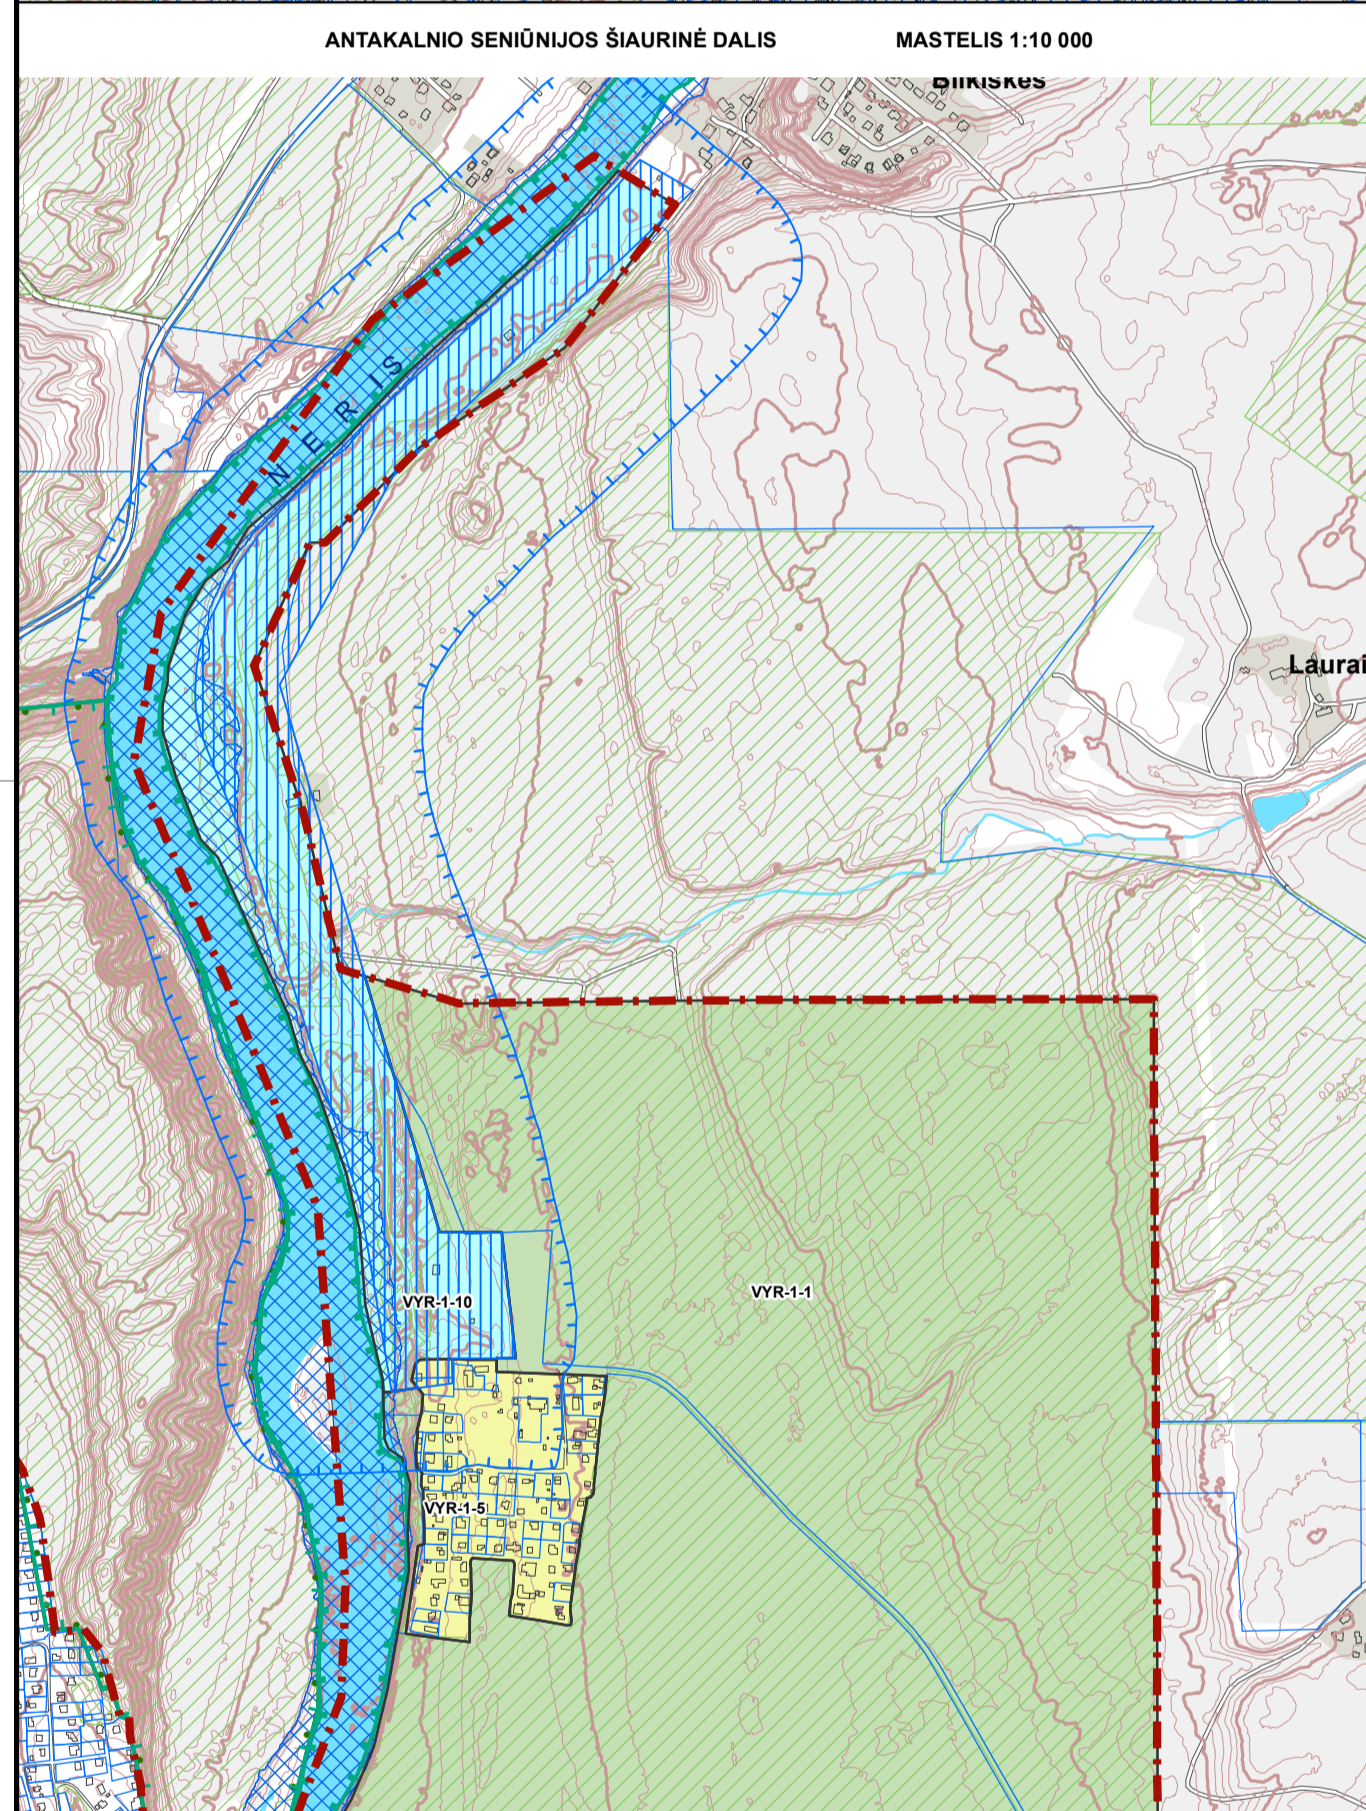 ANTAKALNIO SENIŪNIJOS ŠIAURINĖ DALIS MASTELIS 1:10 000
Bilkiškės
NERIS
Laurai
VYR-1-1
VYR-1-10
VYR-1-5